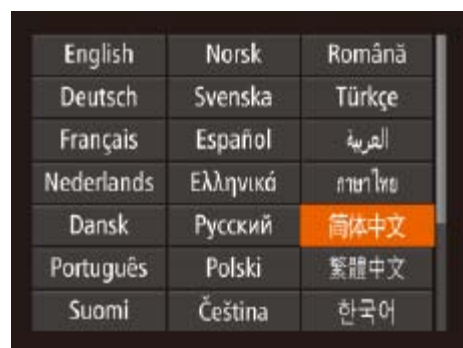 English Norsk Română
Deutsch Svenska Türkçe
Français Español العربية
Nederlands Ελληνικά ภาษาไทย
Dansk Русский 简体中文
Português Polski 繁體中文
Suomi Čeština 한국어